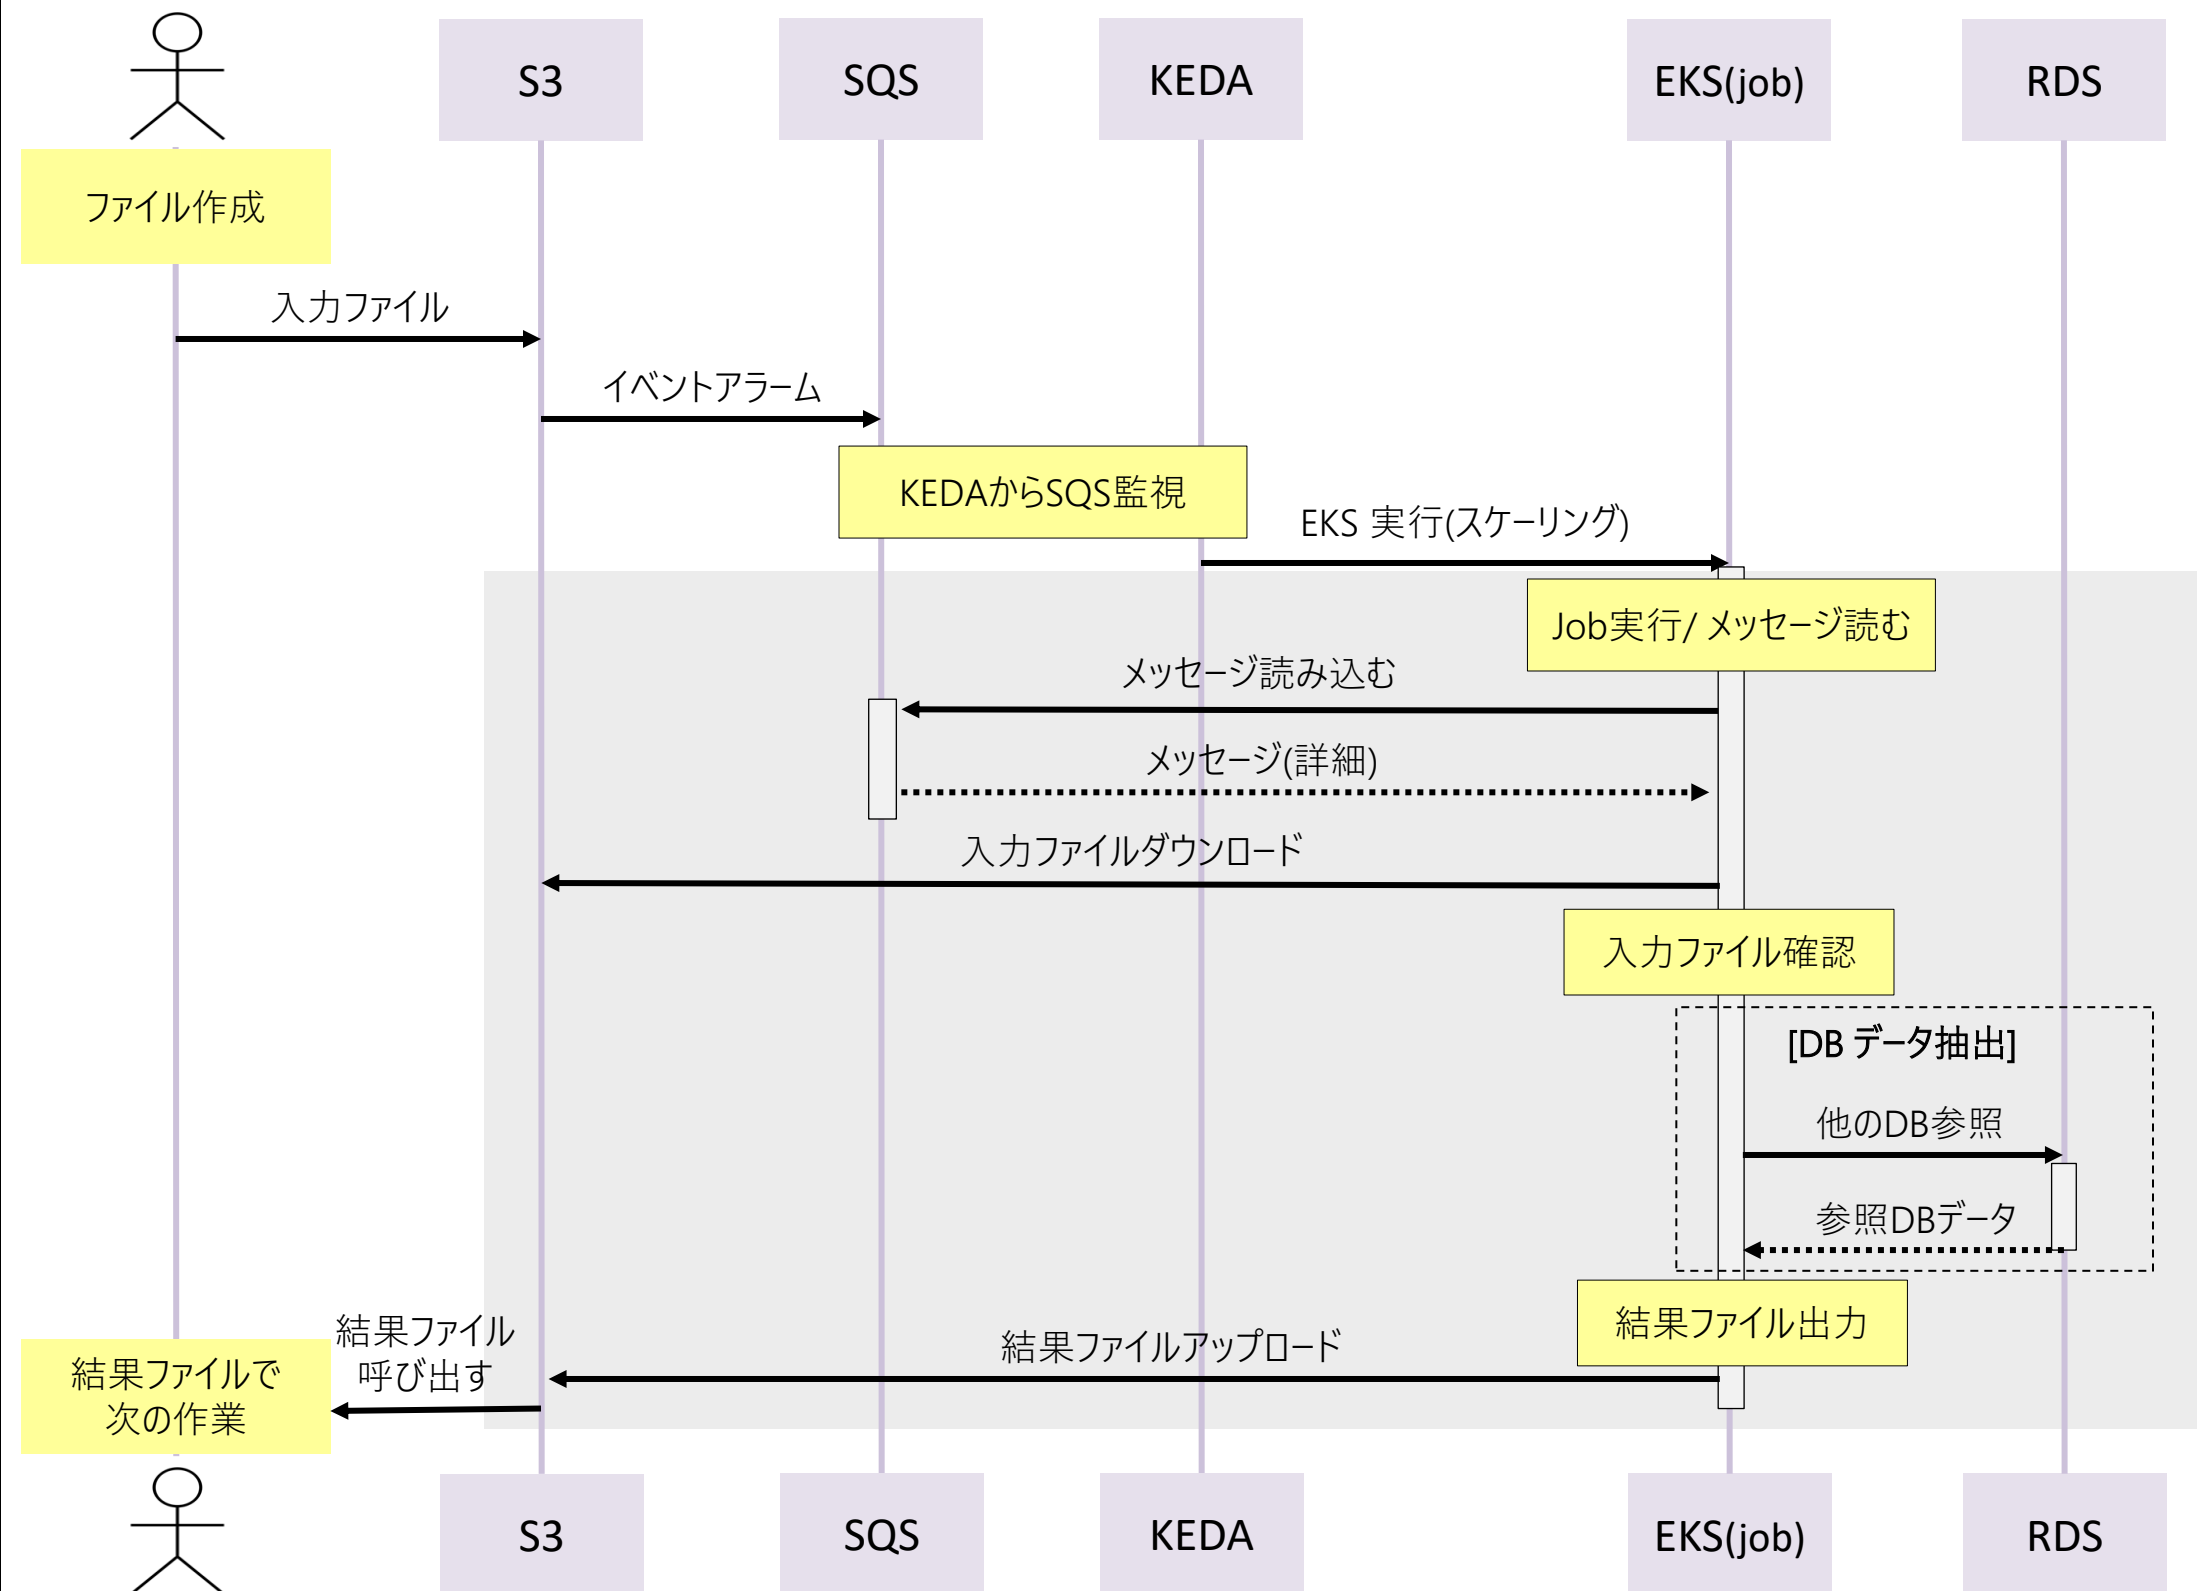 S3
SQS
KEDA
EKS(job)
RDS
ファイル作成
入力ファイル
イベントアラーム
KEDAからSQS監視
EKS 実行(スケーリング)
Job実行/ メッセージ読む
メッセージ読み込む
メッセージ(詳細)
入力ファイルダウンロード
入力ファイル確認
[DB データ抽出]
他のDB参照
参照DBデータ
結果ファイル出力
結果ファイルアップロード
結果ファイル
呼び出す
結果ファイルで
次の作業
S3
SQS
KEDA
EKS(job)
RDS